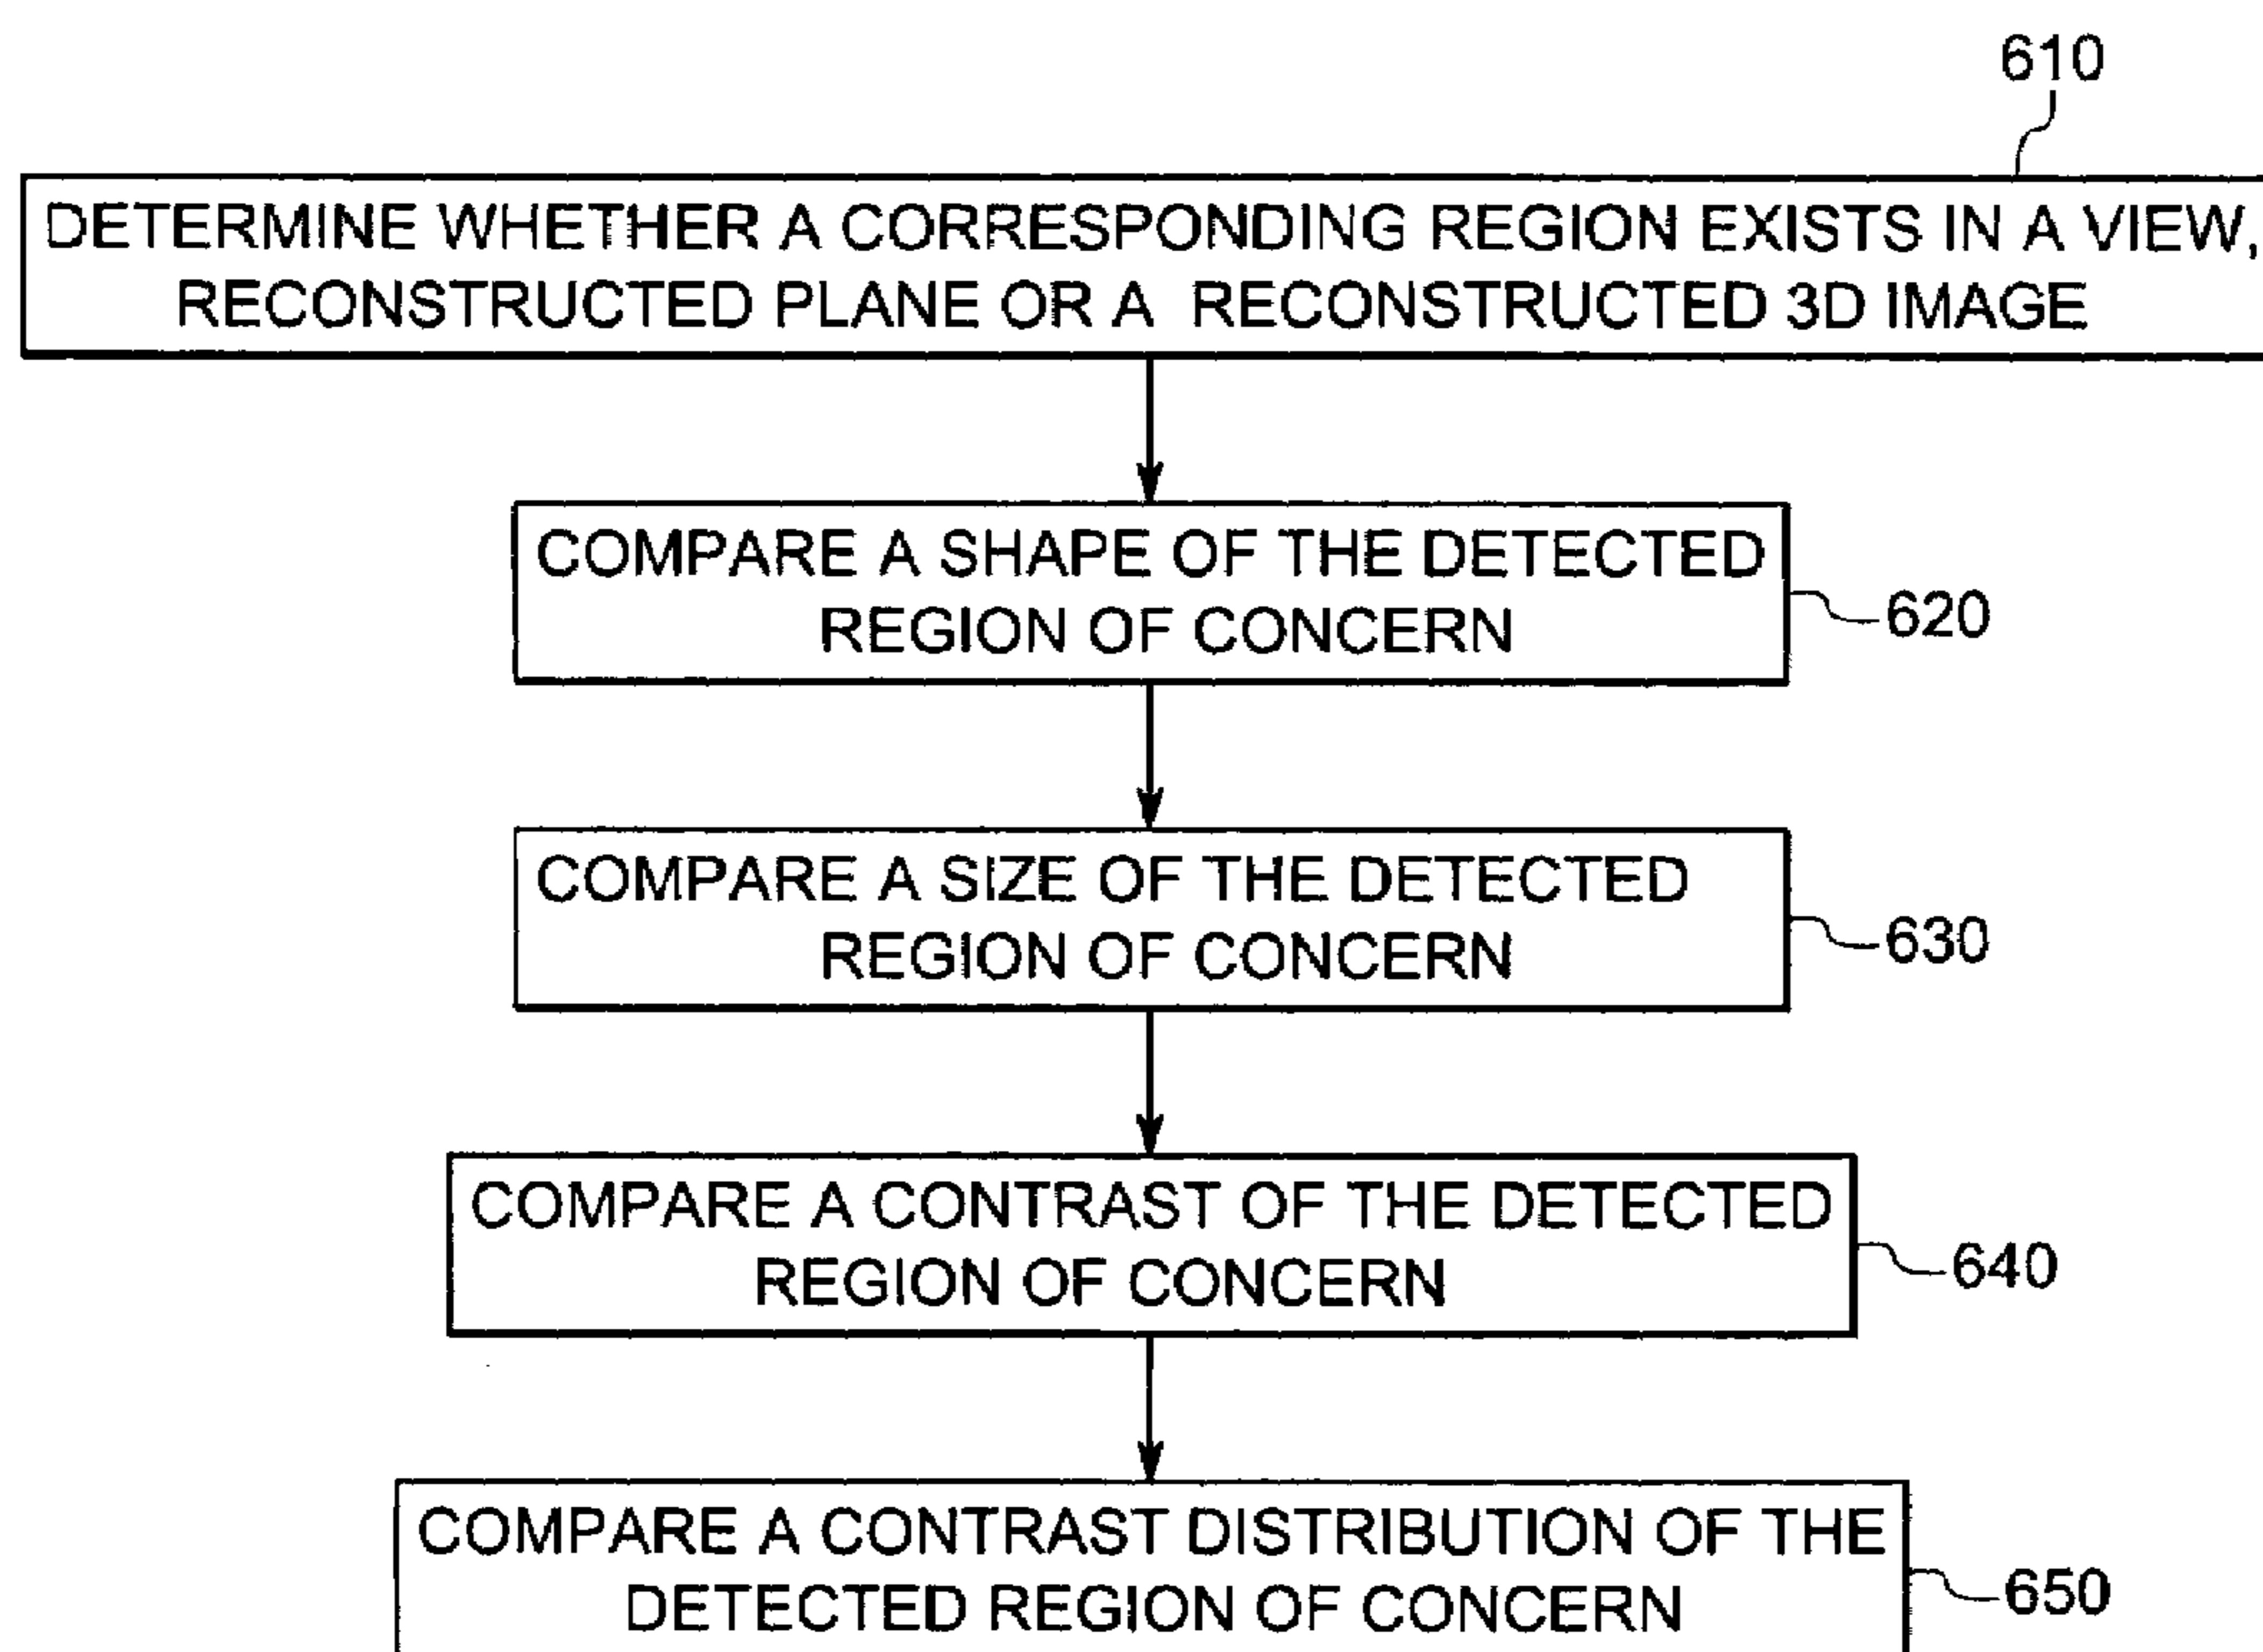 610
DETERMINE WHETHER A CORRESPONDING REGION EXISTS IN A VIEW,
RECONSTRUCTED PLANE OR A RECONSTRUCTED 3D IMAGE
COMPARE A SHAPE OF THE DETECTED
REGION OF CONCERN
620
COMPARE A SIZE OF THE DETECTED
REGION OF CONCERN
630
COMPARE A CONTRAST OF THE DETECTED
REGION OF CONCERN
640
COMPARE A CONTRAST DISTRIBUTION OF THE
DETECTED REGION OF CONCERN
650